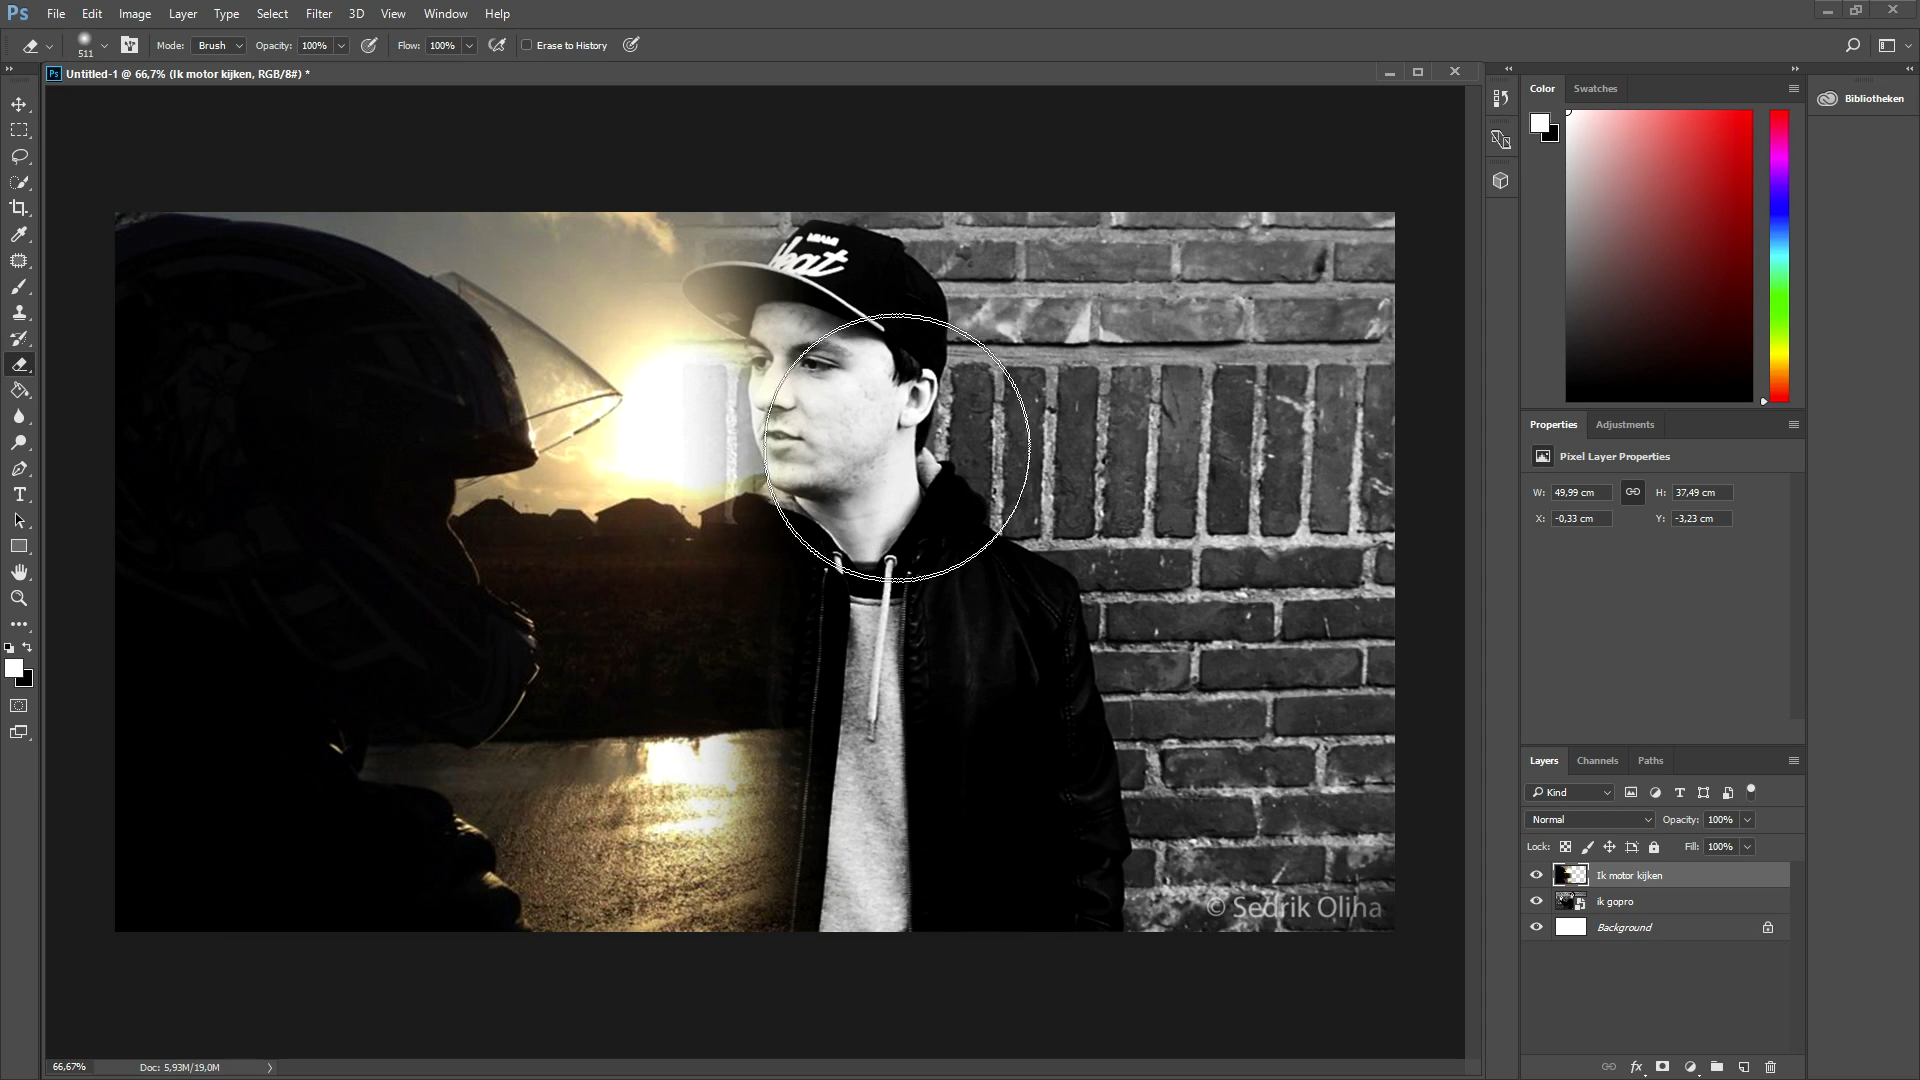 Ps File Edit Image Layer Type Select Filter 3D View Window Help
511 Mode: Brush Opacity: 100% Flow: 100% Erase to History
Ps Untitled-1 @ 66,7% (Ik motor kijken, RGB/8#) *
Color Swatches
Bibliotheken
MIAMI
Heat
Properties Adjustments
Pixel Layer Properties
W: 49,99 cm H: 37,49 cm
X: -0,33 cm Y: -3,23 cm
Layers Channels Paths
Kind
Normal Opacity: 100%
Lock: Fill: 100%
Ik motor kijken
ik gopro
Background
© Sedrik Oliha
66,67% Doc: 5,93M/19,0M